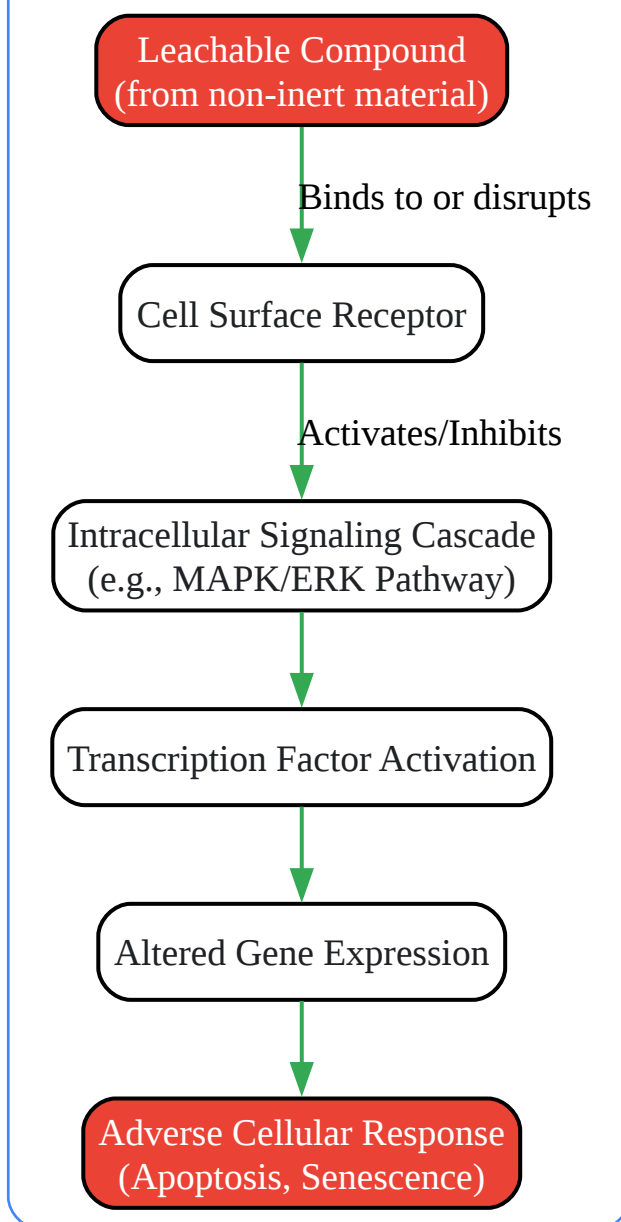 Leachable Compound
(from non-inert material)
Binds to or disrupts
Cell Surface Receptor
Activates/Inhibits
Intracellular Signaling Cascade
(e.g., MAPK/ERK Pathway)
Transcription Factor Activation
Altered Gene Expression
Adverse Cellular Response
(Apoptosis, Senescence)